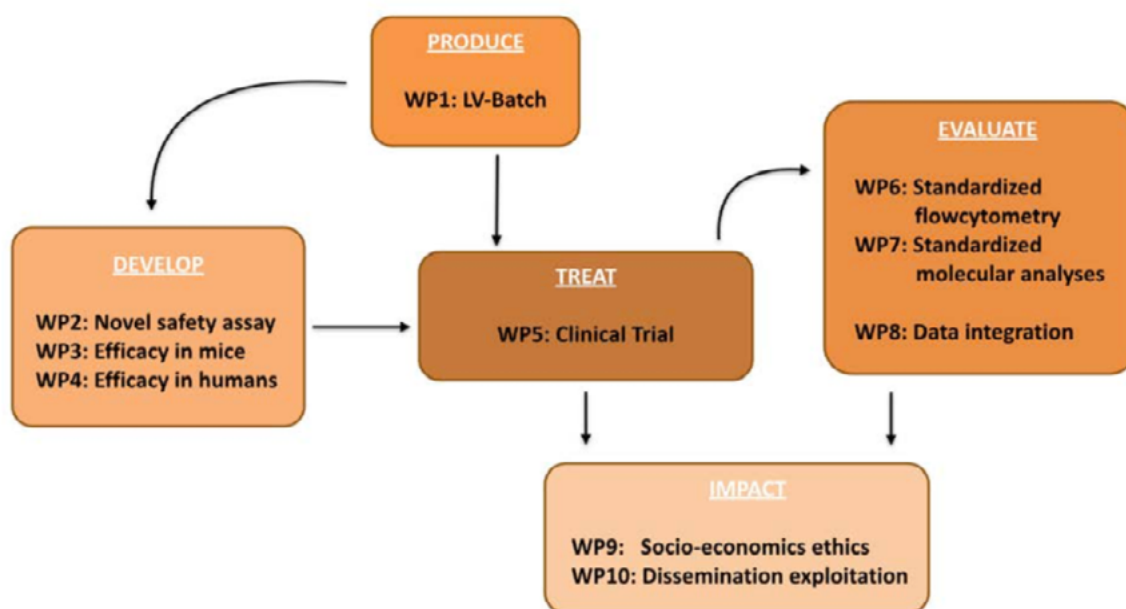 PRODUCE
WP1: LV-Batch
DEVELOP
WP2: Novel safety assay
WP3: Efficacy in mice
WP4: Efficacy in humans
TREAT
WP5: Clinical Trial
EVALUATE
WP6: Standardized
flowcytometry
WP7: Standardized
molecular analyses
WP8: Data integration
IMPACT
WP9: Socio-economics ethics
WP10: Dissemination exploitation